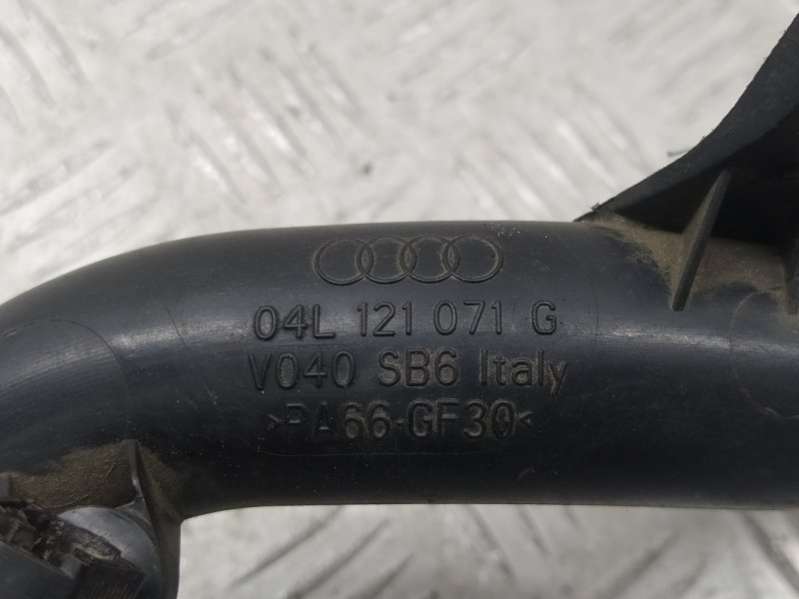 04L 121 071 G
V040 SB6 Italy
>PA66-GF30<